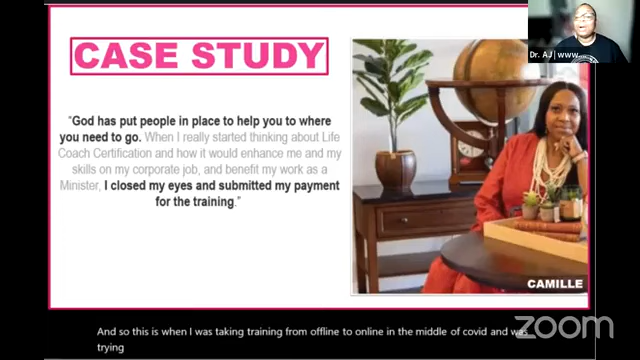 CASE STUDY
Dr. AJ | www.
"God has put people in place to help you to where
you need to go. When I really started thinking about Life
Coach Certification and how it would enhance me and my
skills on my corporate job, and benefit my work as a
Minister, I closed my eyes and submitted my payment
for the training."
CAMILLE
And so this is when I was taking training from offline to online in the middle of covid and was
trying
zoom